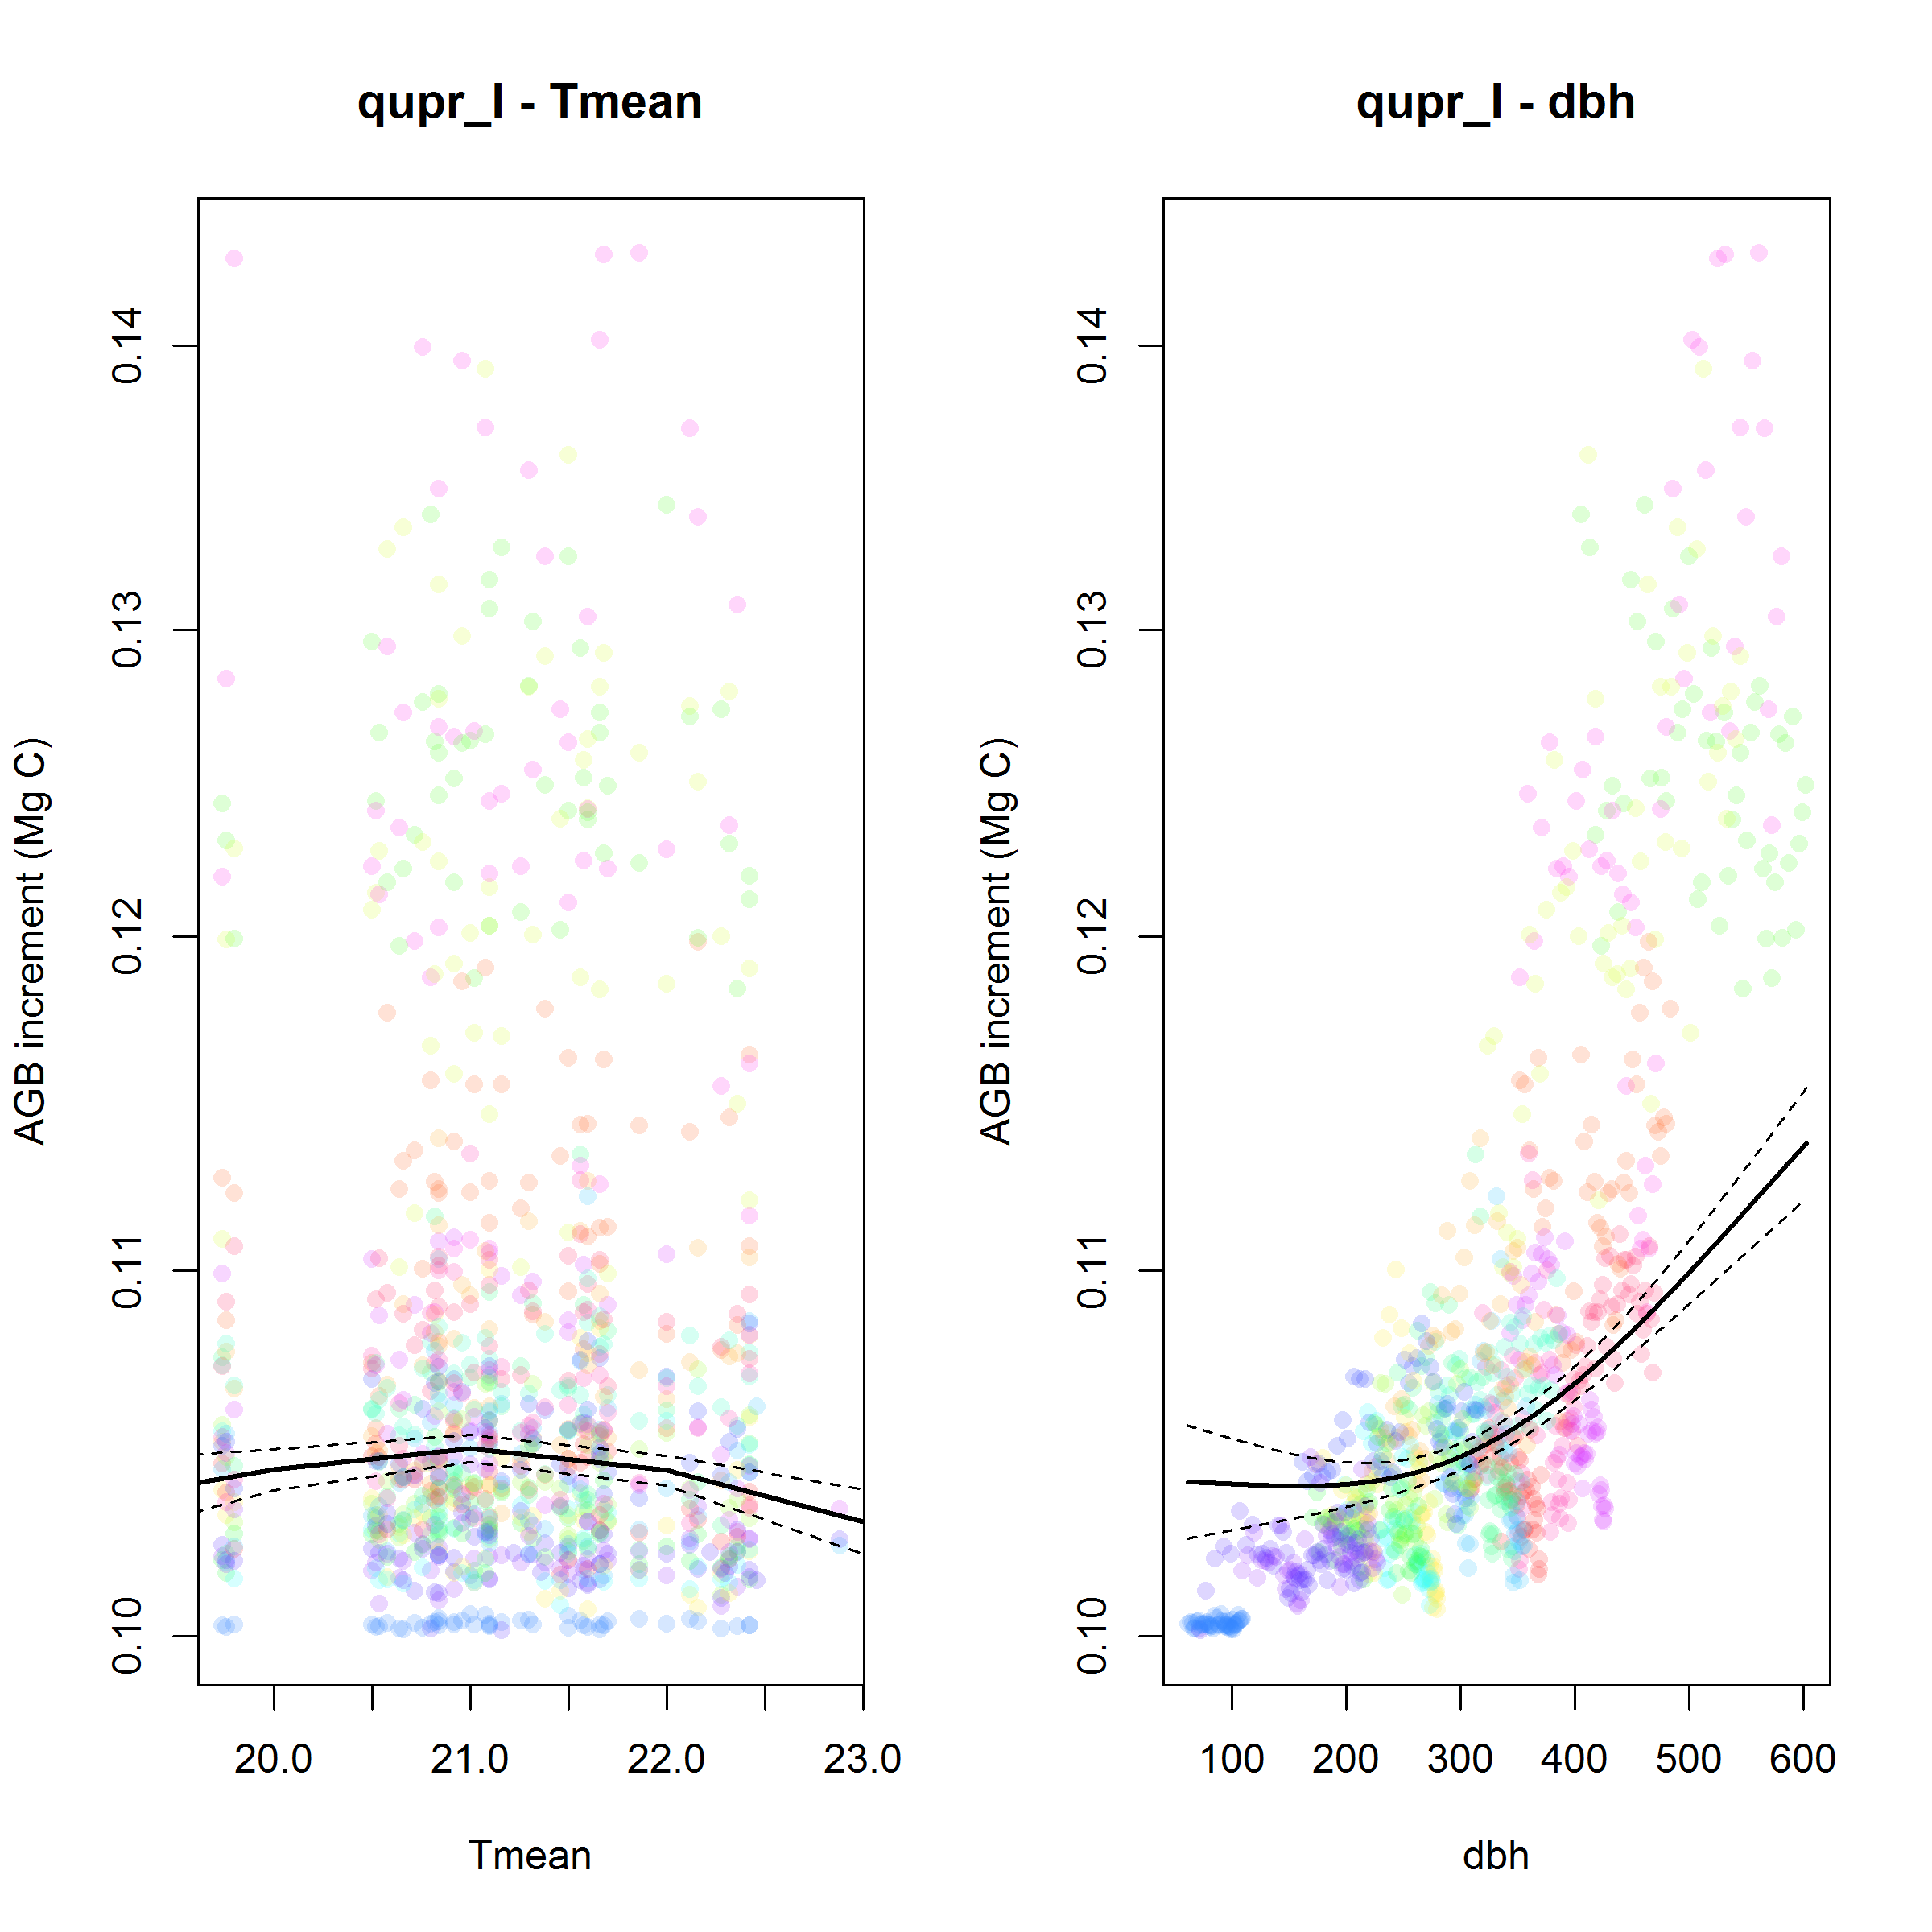 qupr_l - Tmean
AGB increment (Mg C)
0.14
0.13
0.12
0.11
0.10
20.0 21.0 22.0 23.0
Tmean
qupr_l - dbh
AGB increment (Mg C)
0.14
0.13
0.12
0.11
0.10
100 200 300 400 500 600
dbh